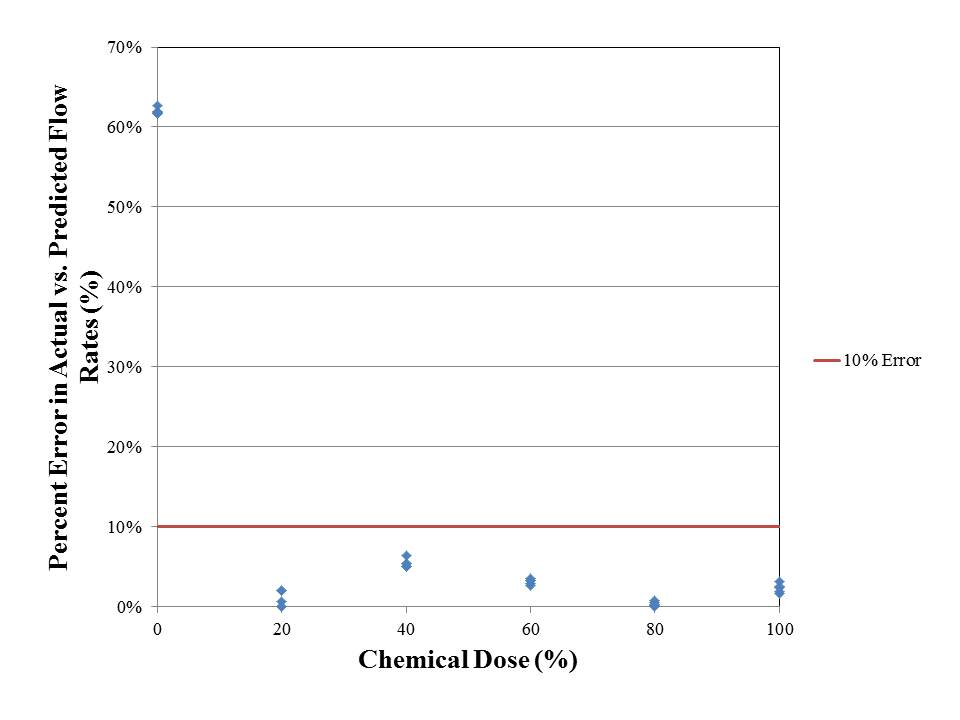 Percent Error in Actual vs. Predicted Flow
Rates (%)
70%
60%
50%
40%
30%
20%
10%
0%
0 20 40 60 80 100
Chemical Dose (%)
10% Error